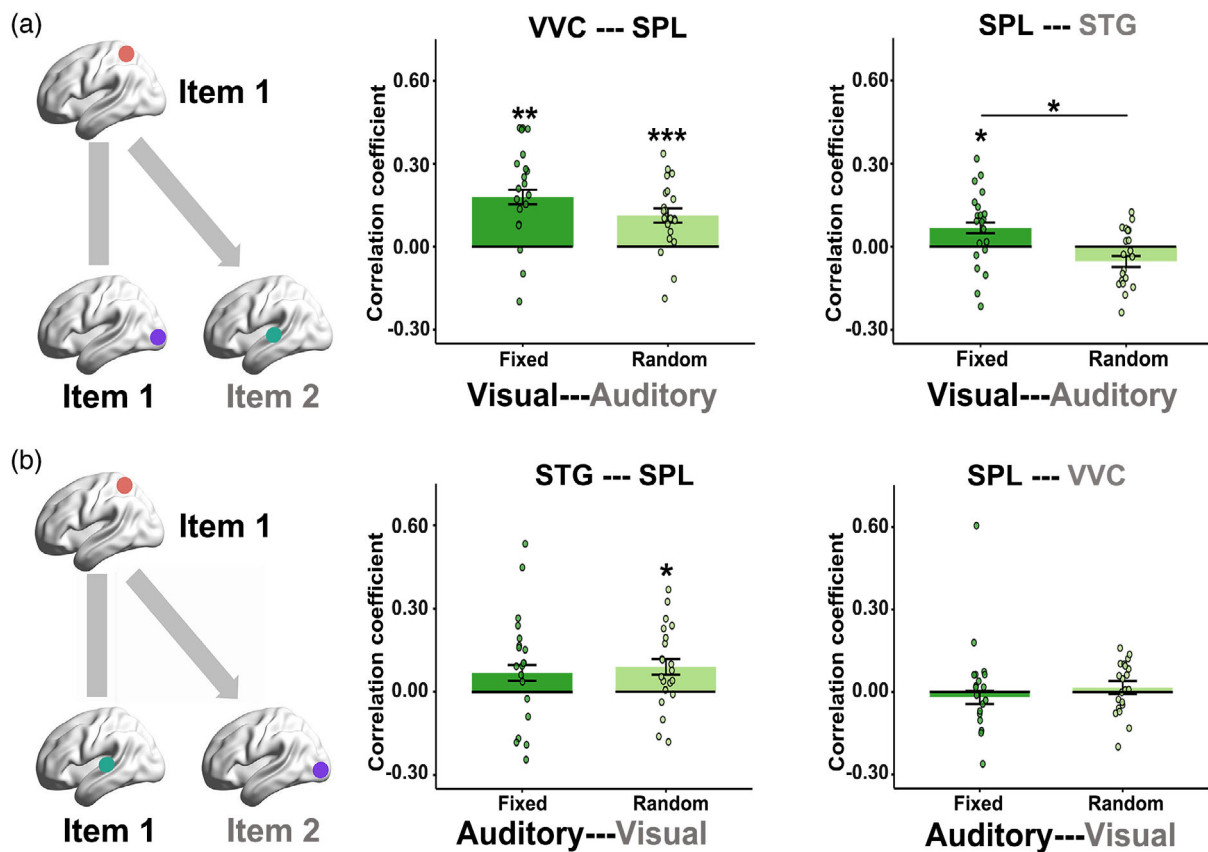 (a)
Item 1
Item 1
Item 2
VVC --- SPL
Correlation coefficient
0.60
0.30
0.00
-0.30
**
***
Fixed
Random
Visual---Auditory
SPL --- STG
Correlation coefficient
0.60
0.30
0.00
-0.30
*
*
Fixed
Random
Visual---Auditory
(b)
Item 1
Item 1
Item 2
STG --- SPL
Correlation coefficient
0.60
0.30
0.00
-0.30
*
Fixed
Random
Auditory---Visual
SPL --- VVC
Correlation coefficient
0.60
0.30
0.00
-0.30
Fixed
Random
Auditory---Visual